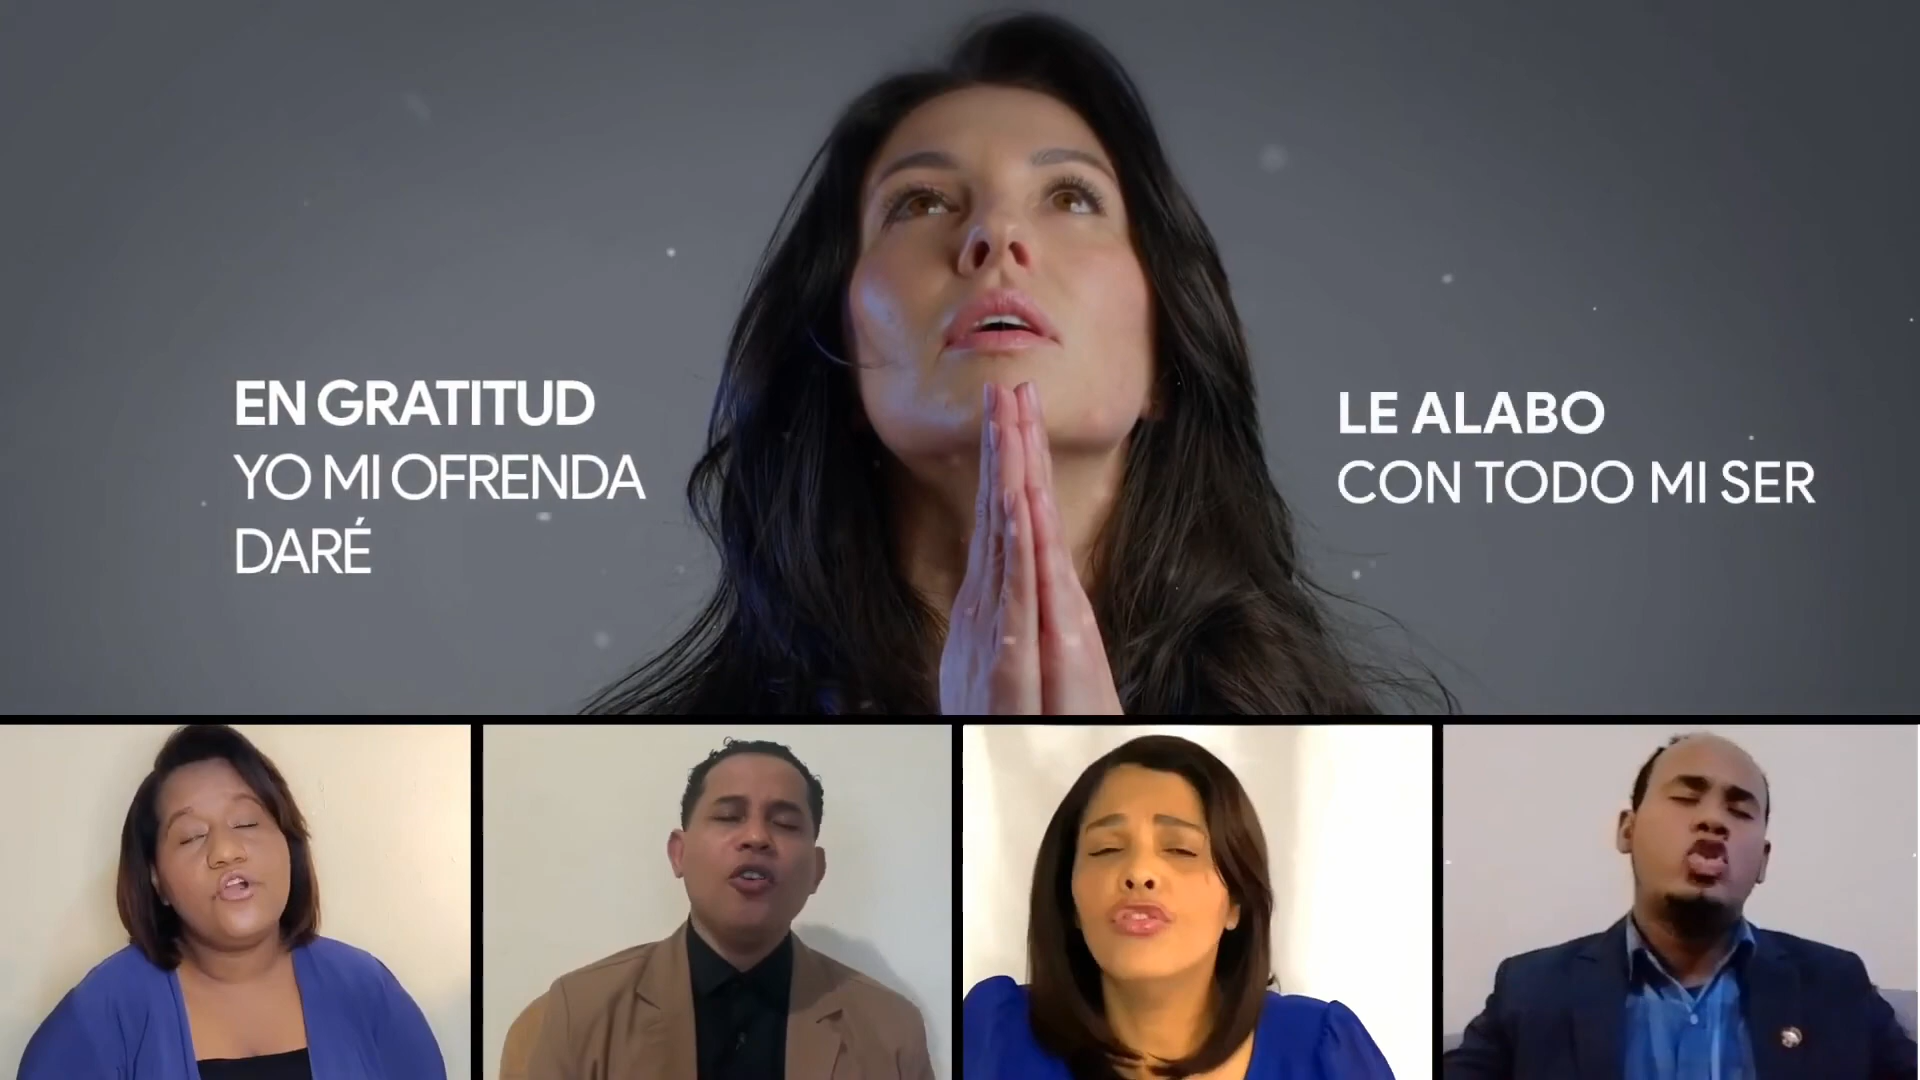 EN GRATITUD
YO MI OFRENDA
DARÉ
LE ALABO
CON TODO MI SER